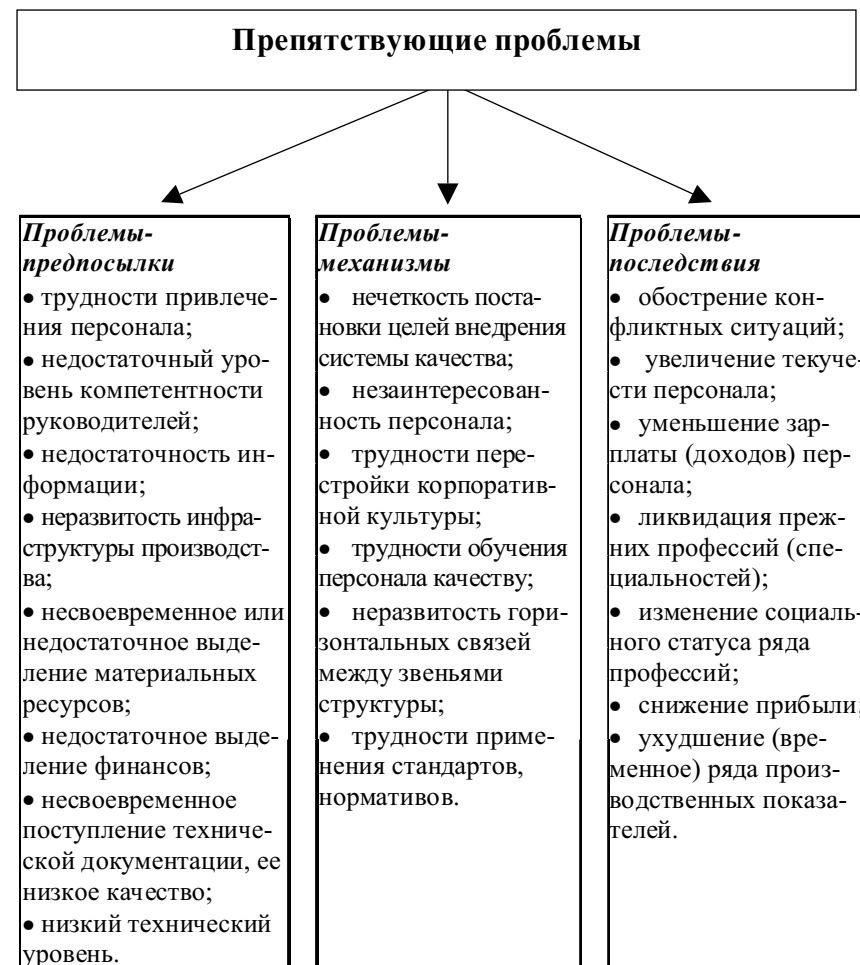 Препятствующие проблемы
Проблемы-
предпосылки
• трудности привлече-
ния персонала;
• недостаточный уро-
вень компетентности
руководителей;
• недостаточность ин-
формации;
• неразвитость инфра-
структуры производст-
ва;
• несвоевременное или
недостаточное выде-
ление материальных
ресурсов;
• недостаточное выде-
ление финансов;
• несвоевременное
поступление техниче-
ской документации, ее
низкое качество;
• низкий технический
уровень.
Проблемы-
механизмы
• нечеткость поста-
новки целей внедрения
системы качества;
• незаинтересован-
ность персонала;
• трудности пере-
стройки корпоратив-
ной культуры;
• трудности обучения
персонала качеству;
• неразвитость гори-
зонтальных связей
между звеньями
структуры;
• трудности приме-
нения стандартов,
нормативов.
Проблемы-
последствия
• обострение кон-
фликтных ситуаций;
• увеличение текуче-
сти персонала;
• уменьшение зар-
платы (доходов) пер-
сонала;
• ликвидация преж-
них профессий (спе-
циальностей);
• изменение социаль-
ного статуса ряда
профессий;
• снижение прибыли;
• ухудшение (вре-
менное) ряда произ-
водственных показа-
телей.